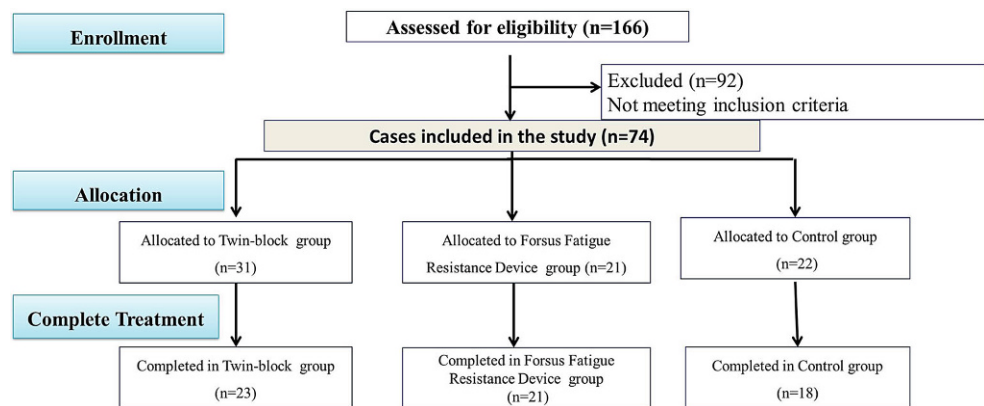 Enrollment
Assessed for eligibility (n=166)
Excluded (n=92)
Not meeting inclusion criteria
Cases included in the study (n=74)
Allocation
Allocated to Twin-block group
(n=31)
Allocated to Forsus Fatigue
Resistance Device group (n=21)
Allocated to Control group
(n=22)
Complete Treatment
Completed in Twin-block group
(n=23)
Completed in Forsus Fatigue
Resistance Device group
(n=21)
Completed in Control group
(n=18)